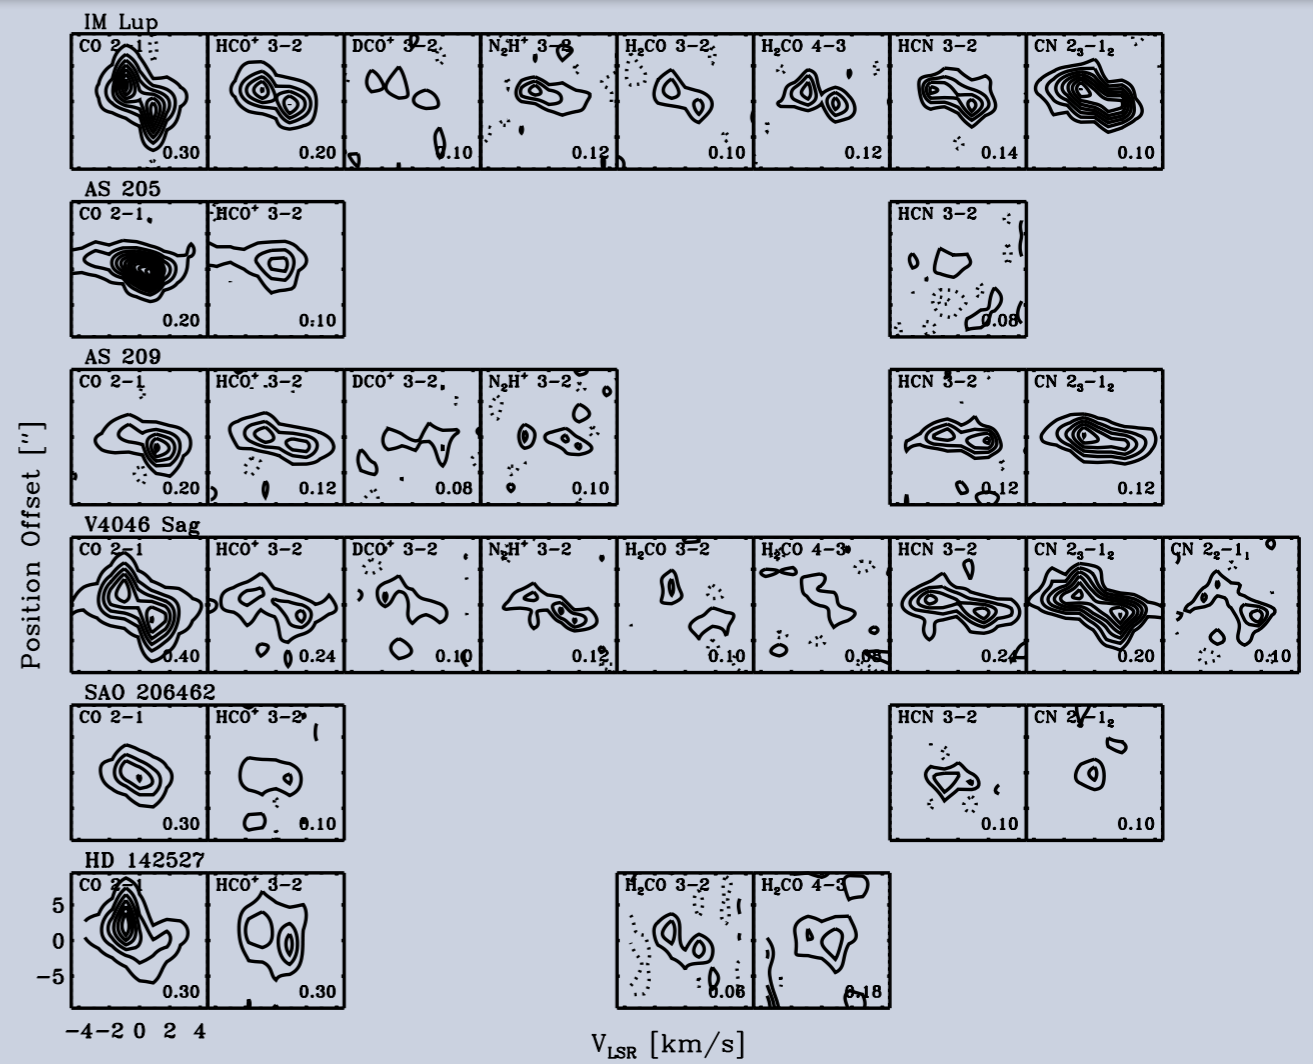 IM Lup
CO 2-1 HCO⁺ 3-2 DCO⁺ 3-2 N₂H⁺ 3-2 H₂CO 3-2 H₂CO 4-3 HCN 3-2 CN 2₃-1₂
0.30 0.20 0.10 0.12 0.10 0.12 0.14 0.10
AS 205
CO 2-1 HCO⁺ 3-2 HCN 3-2
0.20 0.10 0.08
AS 209
CO 2-1 HCO⁺ 3-2 DCO⁺ 3-2 N₂H⁺ 3-2 HCN 3-2 CN 2₃-1₂
0.20 0.12 0.08 0.10 0.12 0.12
V4046 Sag
CO 2-1 HCO⁺ 3-2 DCO⁺ 3-2 N₂H⁺ 3-2 H₂CO 3-2 H₂CO 4-3 HCN 3-2 CN 2₃-1₂ CN 2₂-1₁
0.40 0.24 0.10 0.12 0.10 0.08 0.24 0.20 0.10
SAO 206462
CO 2-1 HCO⁺ 3-2 HCN 3-2 CN 2₃-1₂
0.30 0.10 0.10 0.10
HD 142527
CO 2-1 HCO⁺ 3-2 H₂CO 3-2 H₂CO 4-3
5
0
-5
0.30 0.30 0.06 0.18
-4 -2 0 2 4
V_LSR [km/s]
Position Offset ["]